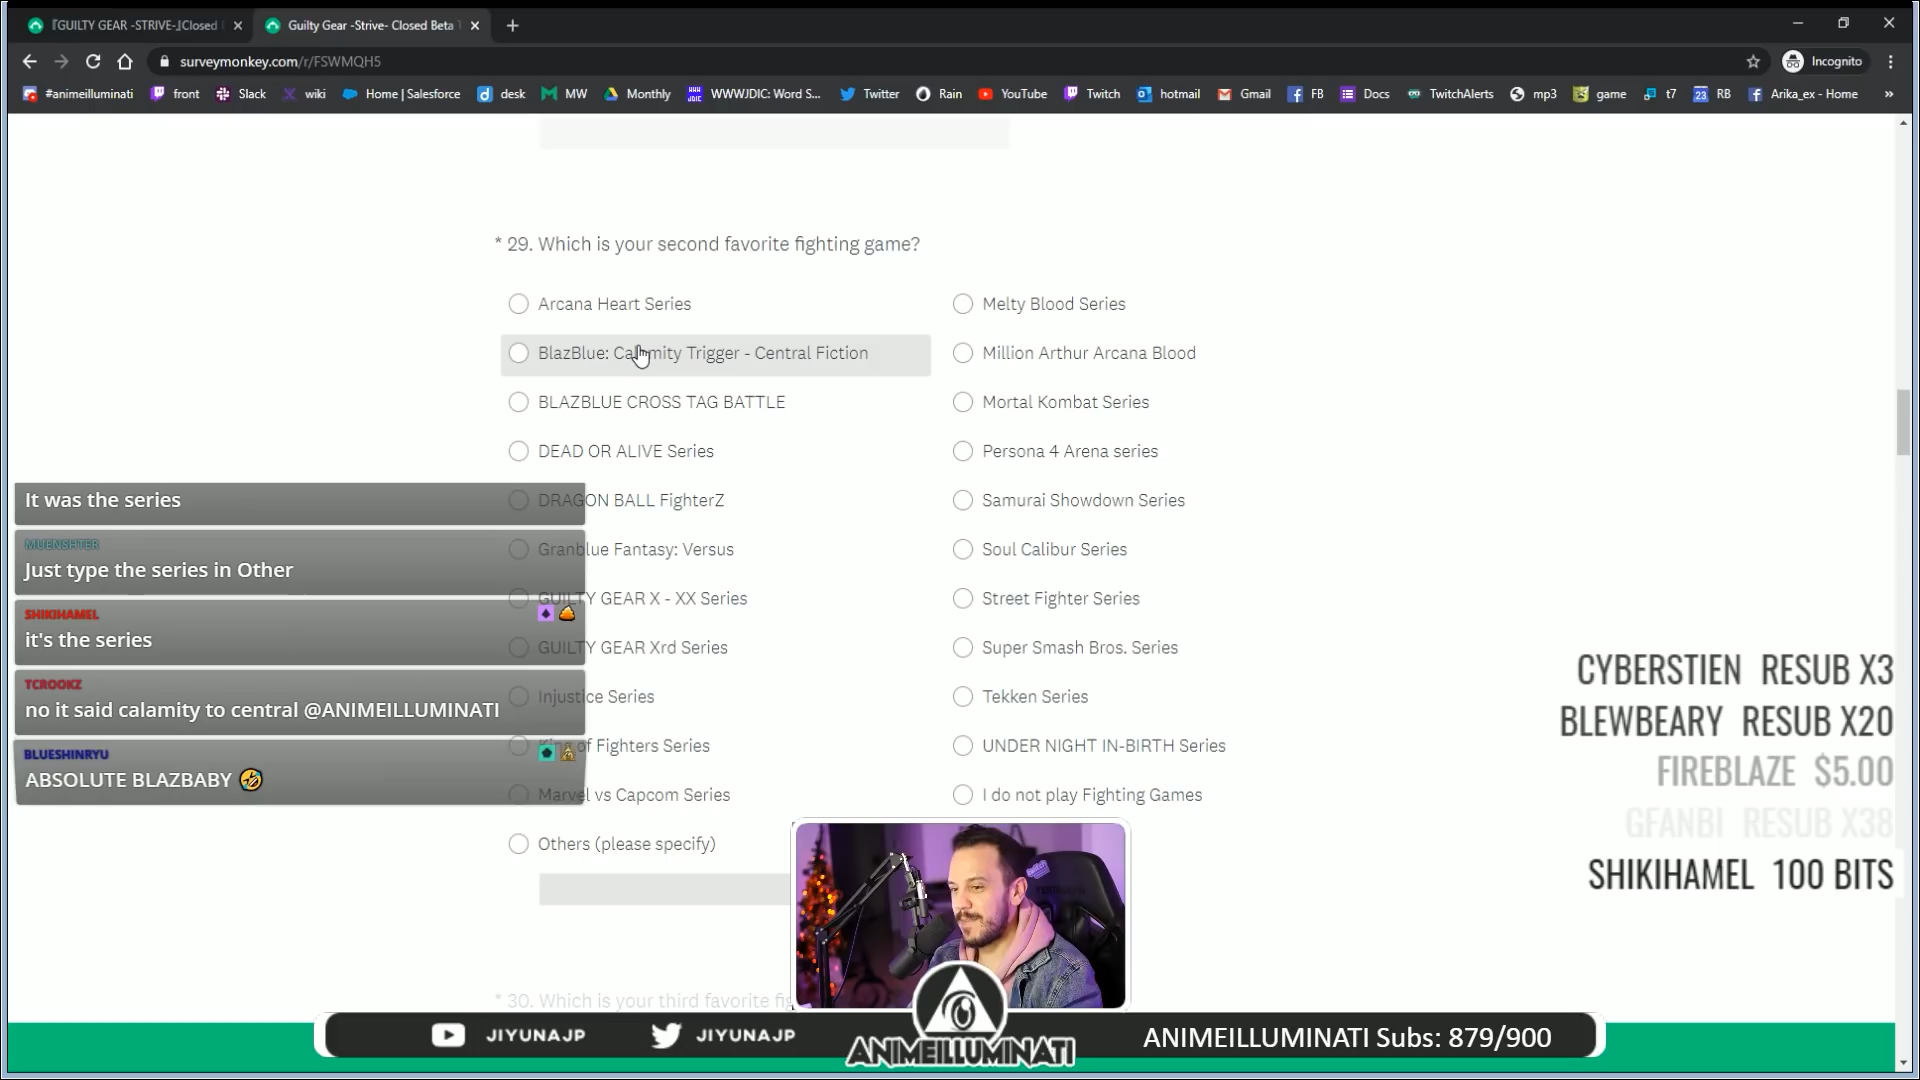 『GUILTY GEAR -STRIVE-』Closed
Guilty Gear -Strive- Closed Beta
surveymonkey.com/r/FSWMQH5
Incognito
#animeilluminati
front
Slack
wiki
Home | Salesforce
desk
MW
Monthly
WWWJDIC: Word S...
Twitter
Rain
YouTube
Twitch
hotmail
Gmail
FB
Docs
TwitchAlerts
mp3
game
t7
23
RB
Arika_ex - Home
»
* 29. Which is your second favorite fighting game?
Arcana Heart Series
BlazBlue: Calamity Trigger - Central Fiction
BLAZBLUE CROSS TAG BATTLE
DEAD OR ALIVE Series
DRAGON BALL FighterZ
Granblue Fantasy: Versus
GUILTY GEAR X - XX Series
GUILTY GEAR Xrd Series
Injustice Series
King of Fighters Series
Marvel vs Capcom Series
Others (please specify)
Melty Blood Series
Million Arthur Arcana Blood
Mortal Kombat Series
Persona 4 Arena series
Samurai Showdown Series
Soul Calibur Series
Street Fighter Series
Super Smash Bros. Series
Tekken Series
UNDER NIGHT IN-BIRTH Series
I do not play Fighting Games
* 30. Which is your third favorite fig
It was the series
MUENSHTER
Just type the series in Other
SHIKIHAMEL
it's the series
TCROOKZ
no it said calamity to central @ANIMEILLUMINATI
BLUESHINRYU
ABSOLUTE BLAZBABY 🤣
CYBERSTIEN RESUB X3
BLEWBEARY RESUB X20
FIREBLAZE $5.00
GFANBI RESUB X38
SHIKIHAMEL 100 BITS
JIYUNAJP
JIYUNAJP
ANIMEILLUMINATI
ANIMEILLUMINATI Subs: 879/900